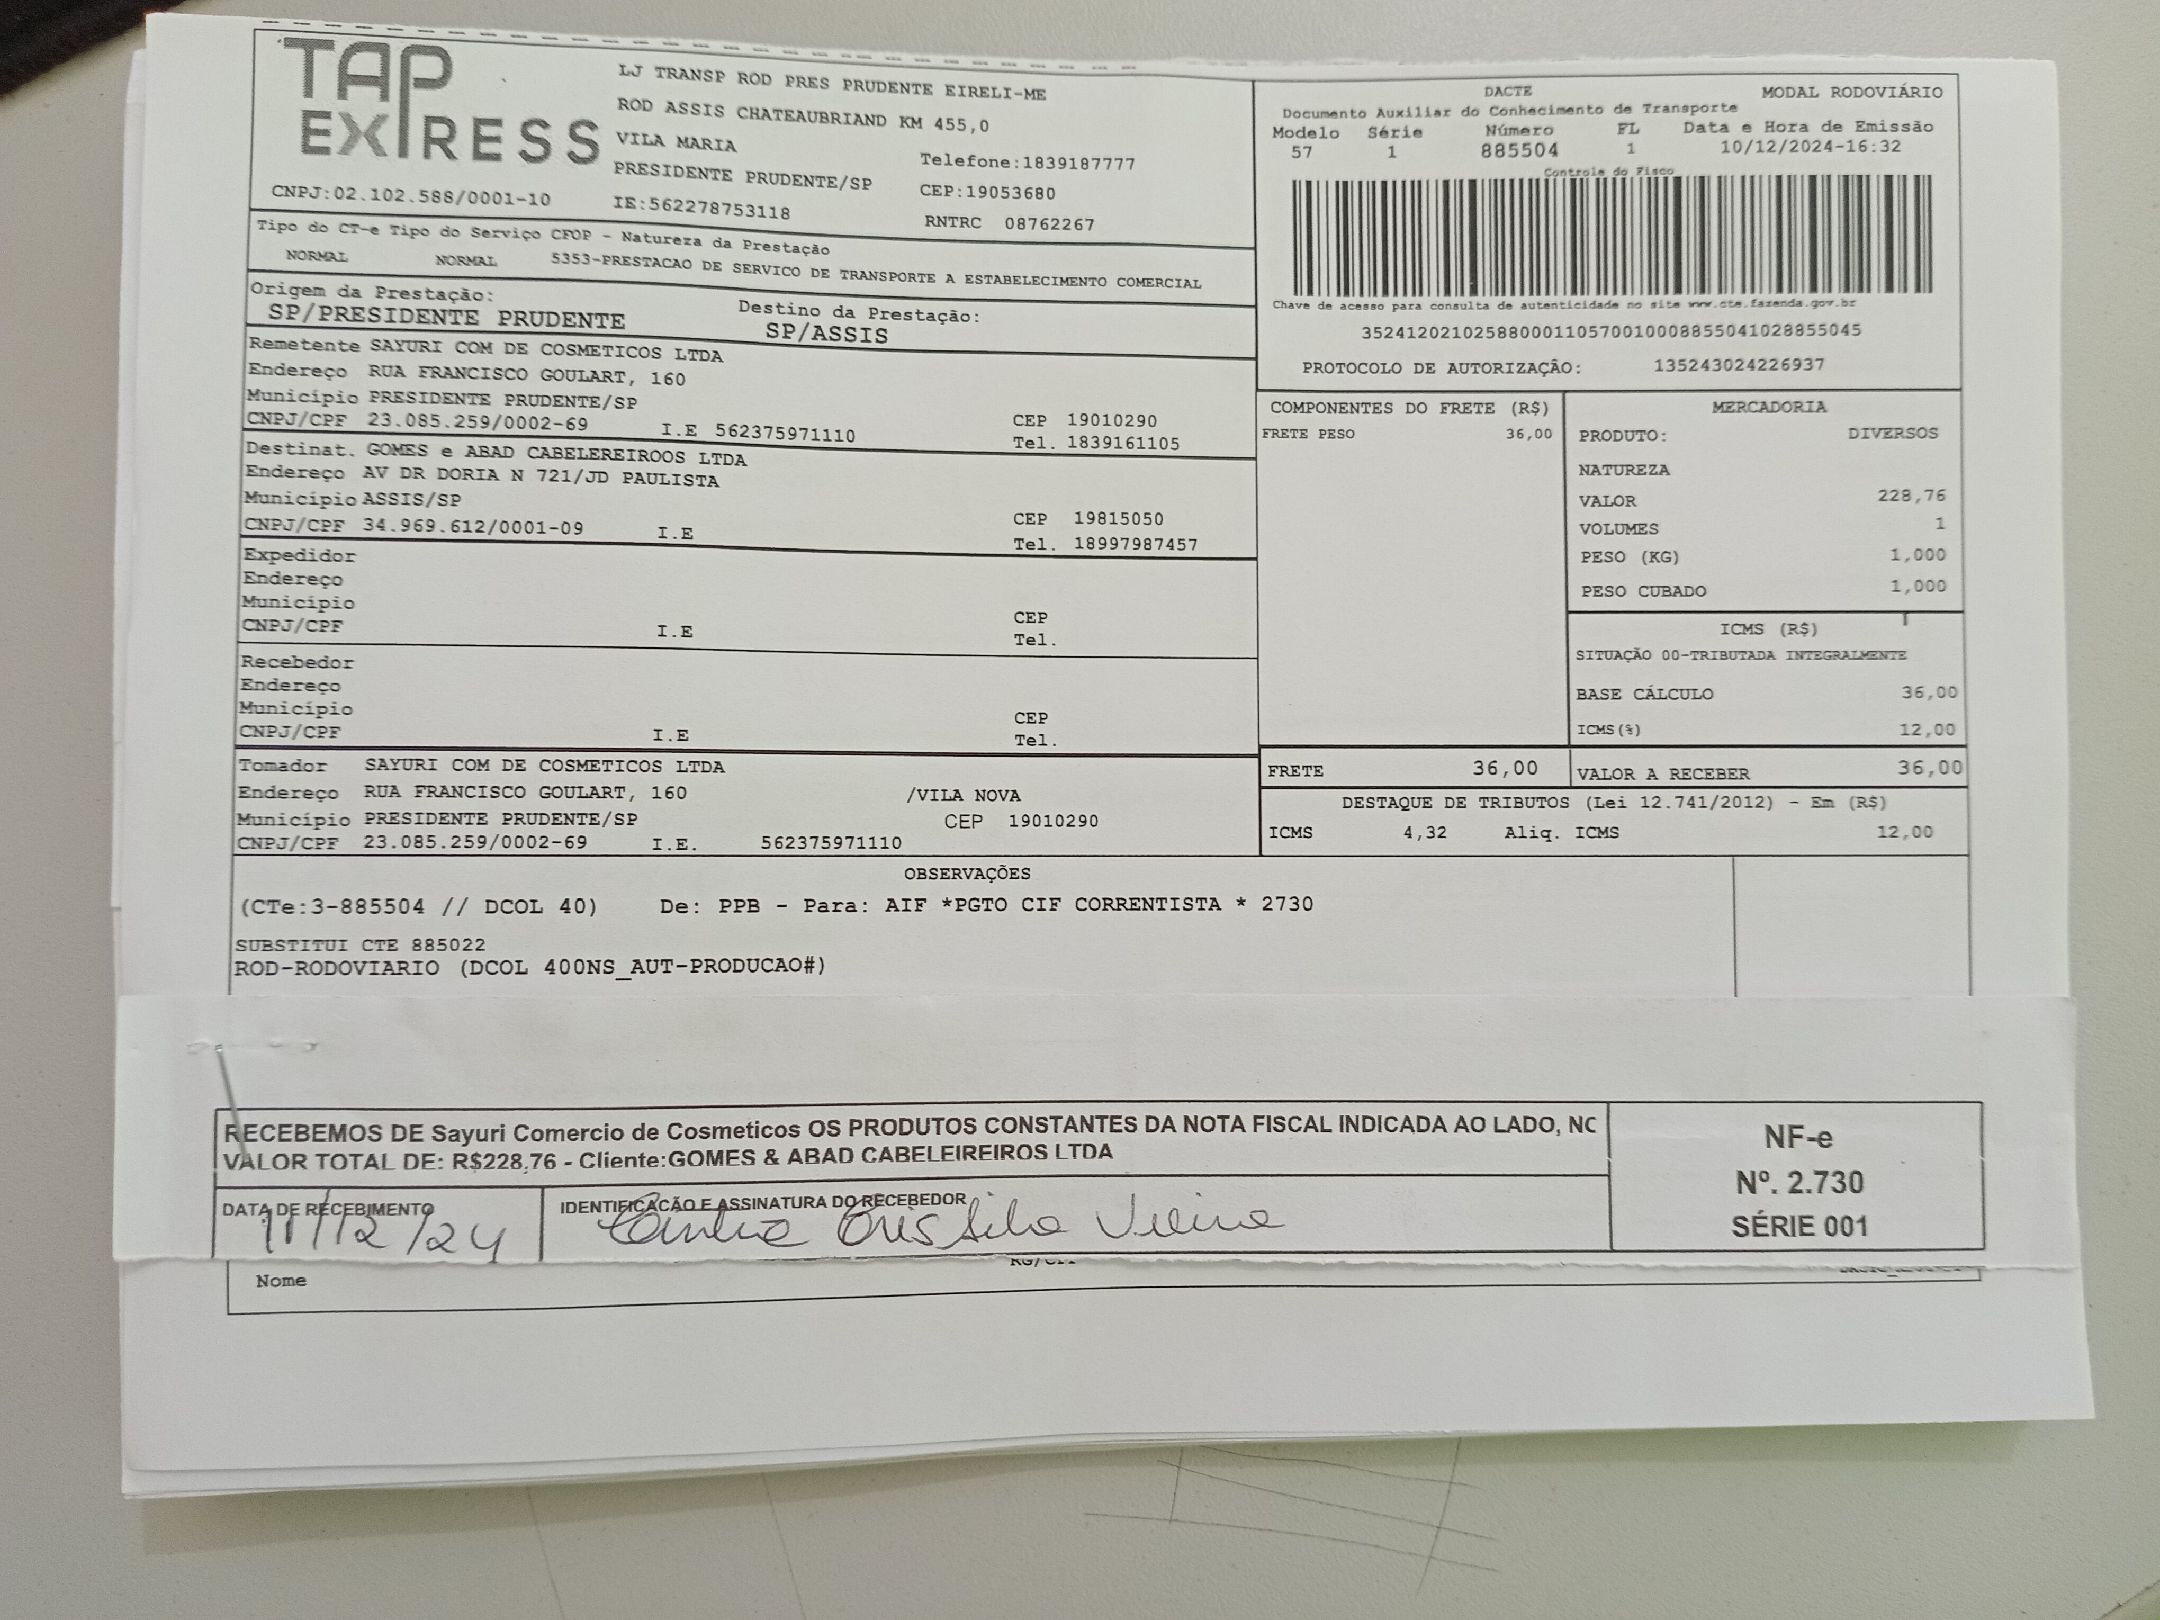 TAP
EXPRESS
LJ TRANSP ROD PRES PRUDENTE EIRELI-ME
ROD ASSIS CHATEAUBRIAND KM 455,0
VILA MARIA
Telefone:1839187777
PRESIDENTE PRUDENTE/SP
CEP:19053680
CNPJ:02.102.588/0001-10
IE:562278753118
RNTRC 08762267
DACTE
MODAL RODOVIÁRIO
Documento Auxiliar do Conhecimento de Transporte
Modelo Série Número FL Data e Hora de Emissão
57 1 885504 1 10/12/2024-16:32
Controle do Fisco
Chave de acesso para consulta de autenticidade no site www.cte.fazenda.gov.br
35241202102588000110570010008855041028855045
PROTOCOLO DE AUTORIZAÇÃO: 135243024226937
Tipo do CT-e Tipo do Serviço CFOP - Natureza da Prestação
NORMAL NORMAL 5353-PRESTACAO DE SERVICO DE TRANSPORTE A ESTABELECIMENTO COMERCIAL
Origem da Prestação: Destino da Prestação:
SP/PRESIDENTE PRUDENTE SP/ASSIS
Remetente SAYURI COM DE COSMETICOS LTDA
Endereço RUA FRANCISCO GOULART, 160
Município PRESIDENTE PRUDENTE/SP CEP 19010290
CNPJ/CPF 23.085.259/0002-69 I.E 562375971110 Tel. 1839161105
Destinat. GOMES e ABAD CABELEREIROOS LTDA
Endereço AV DR DORIA N 721/JD PAULISTA
Município ASSIS/SP CEP 19815050
CNPJ/CPF 34.969.612/0001-09 I.E Tel. 18997987457
Expedidor
Endereço
Município CEP
CNPJ/CPF I.E Tel.
Recebedor
Endereço
Município CEP
CNPJ/CPF I.E Tel.
Tomador SAYURI COM DE COSMETICOS LTDA
Endereço RUA FRANCISCO GOULART, 160 /VILA NOVA
Município PRESIDENTE PRUDENTE/SP CEP 19010290
CNPJ/CPF 23.085.259/0002-69 I.E. 562375971110
COMPONENTES DO FRETE (R$)
FRETE PESO 36,00
MERCADORIA
PRODUTO: DIVERSOS
NATUREZA
VALOR 228,76
VOLUMES 1
PESO (KG) 1,000
PESO CUBADO 1,000
ICMS (R$)
SITUAÇÃO 00-TRIBUTADA INTEGRALMENTE
BASE CÁLCULO 36,00
ICMS(%) 12,00
FRETE 36,00 VALOR A RECEBER 36,00
DESTAQUE DE TRIBUTOS (Lei 12.741/2012) - Em (R$)
ICMS 4,32 Aliq. ICMS 12,00
OBSERVAÇÕES
(CTe:3-885504 // DCOL 40) De: PPB - Para: AIF *PGTO CIF CORRENTISTA * 2730
SUBSTITUI CTE 885022
ROD-RODOVIARIO (DCOL 400NS_AUT-PRODUCAO#)
RECEBEMOS DE Sayuri Comercio de Cosmeticos OS PRODUTOS CONSTANTES DA NOTA FISCAL INDICADA AO LADO, NO
VALOR TOTAL DE: R$228,76 - Cliente:GOMES & ABAD CABELEIREIROS LTDA
NF-e
Nº. 2.730
SÉRIE 001
DATA DE RECEBIMENTO IDENTIFICAÇÃO E ASSINATURA DO RECEBEDOR
11/12/24 Silva Vieira
Nome